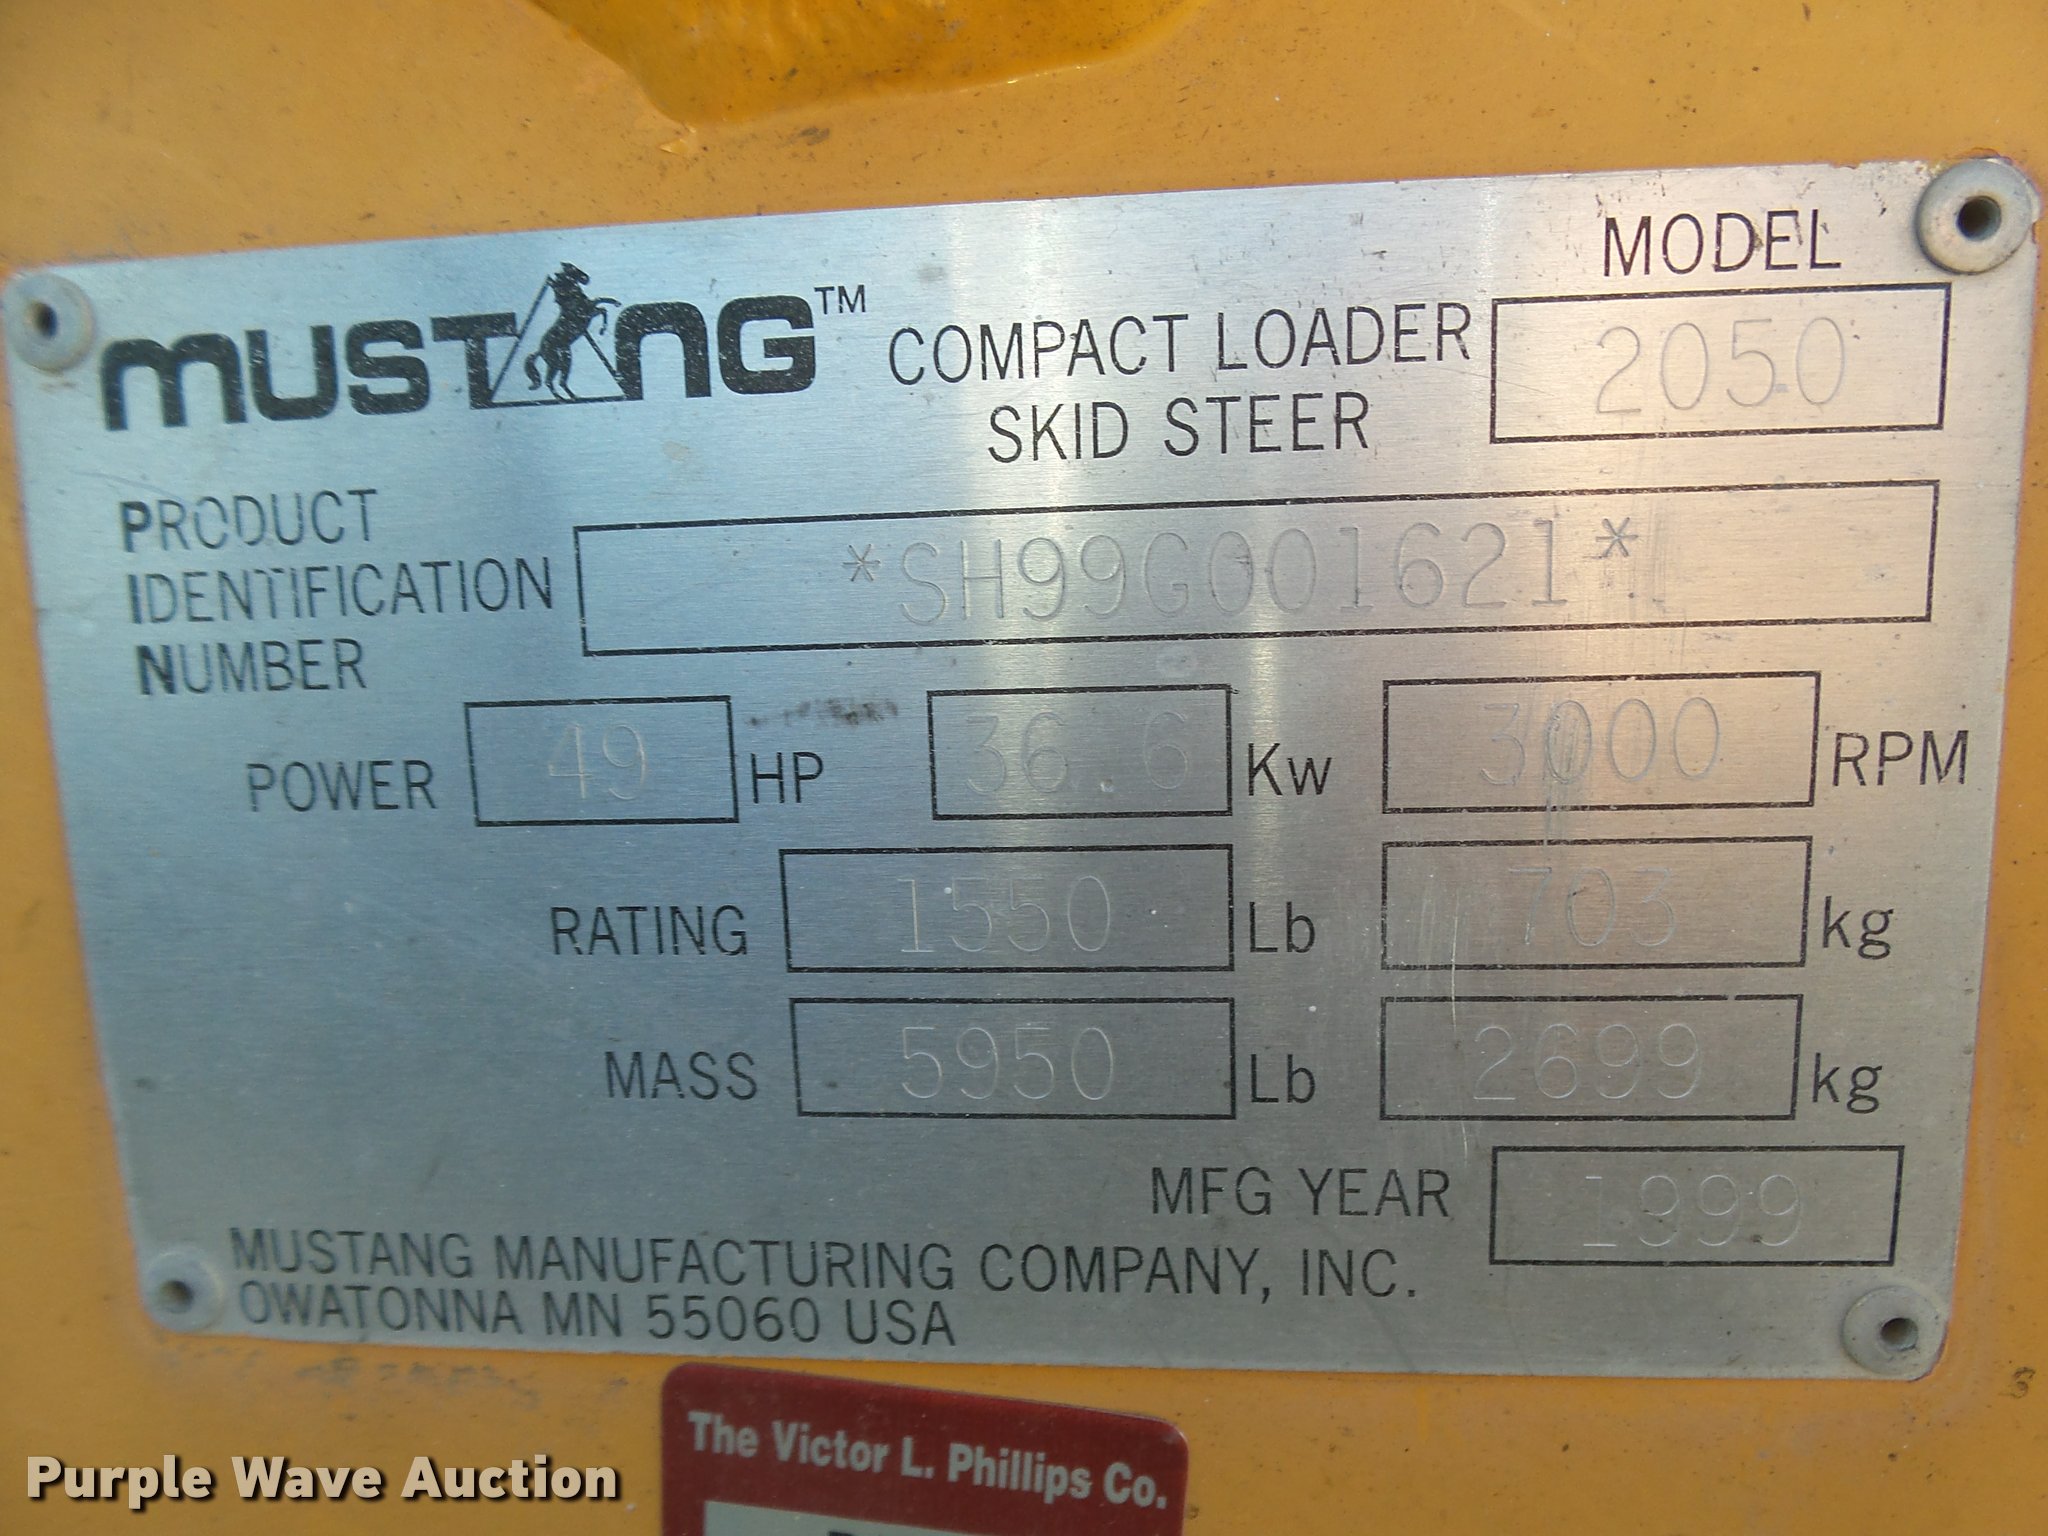 MUSTANG™
COMPACT LOADER
SKID STEER
MODEL
2050
PRODUCT
IDENTIFICATION
NUMBER
*SH99G001621*
POWER 49 HP 36.6 Kw 3000 RPM
RATING 1550 Lb 703 kg
MASS 5950 Lb 2699 kg
MFG YEAR 1999
MUSTANG MANUFACTURING COMPANY, INC.
OWATONNA MN 55060 USA
The Victor L. Phillips Co.
Purple Wave Auction